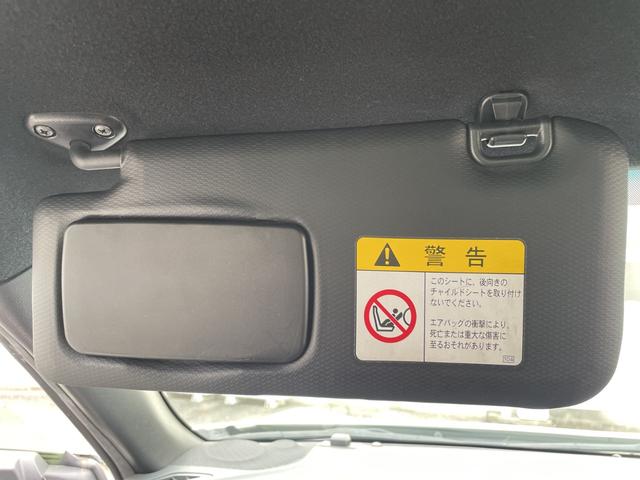 警告
このシートに、後向きの
チャイルドシートを取り付け
ないでください。
エアバッグの衝撃により、
死亡または重大な傷害に
至るおそれがあります。
104